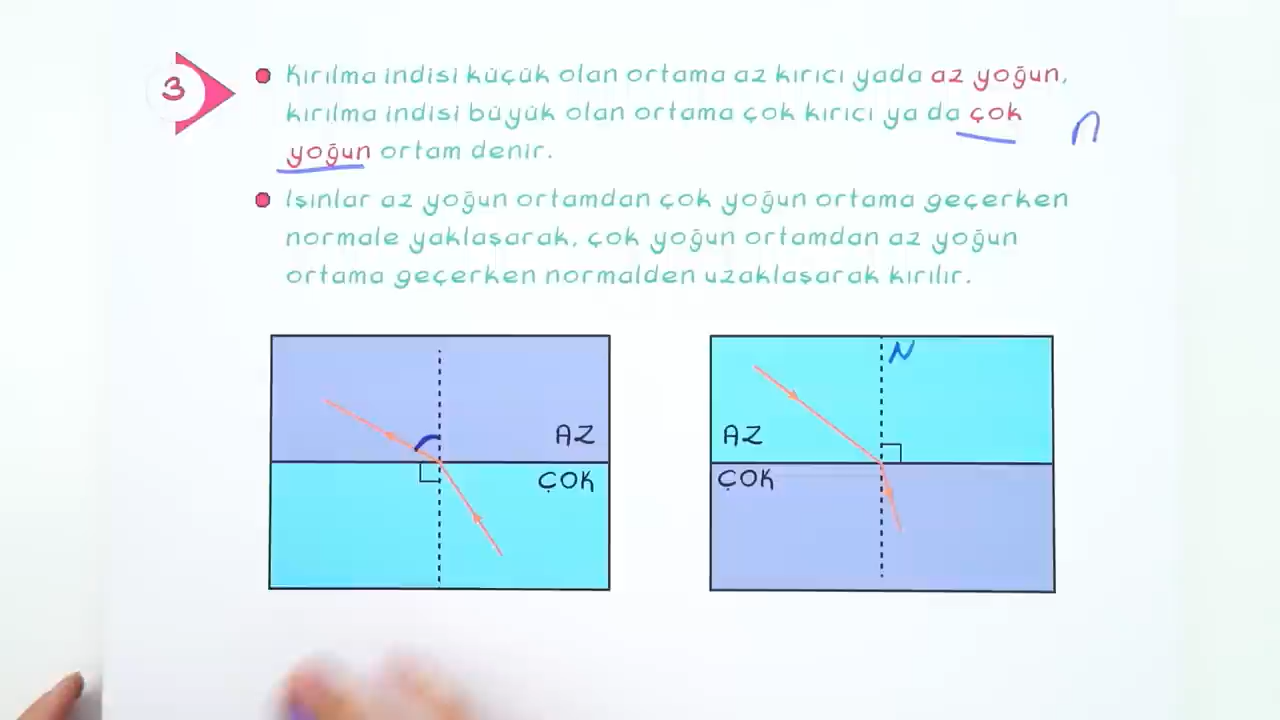 3
Kırılma indisi küçük olan ortama az kırıcı yada az yoğun,
kırılma indisi büyük olan ortama çok kırıcı ya da çok
yoğun ortam denir.
n
Işınlar az yoğun ortamdan çok yoğun ortama geçerken
normale yaklaşarak, çok yoğun ortamdan az yoğun
ortama geçerken normalden uzaklaşarak kırılır.
AZ
ÇOK
N
AZ
ÇOK